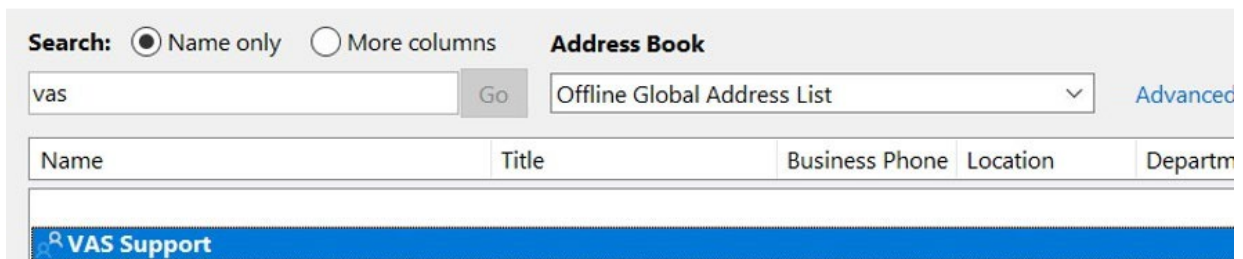 Search: Name only More columns Address Book
vas Go Offline Global Address List Advanced
Name Title Business Phone Location Departm
VAS Support